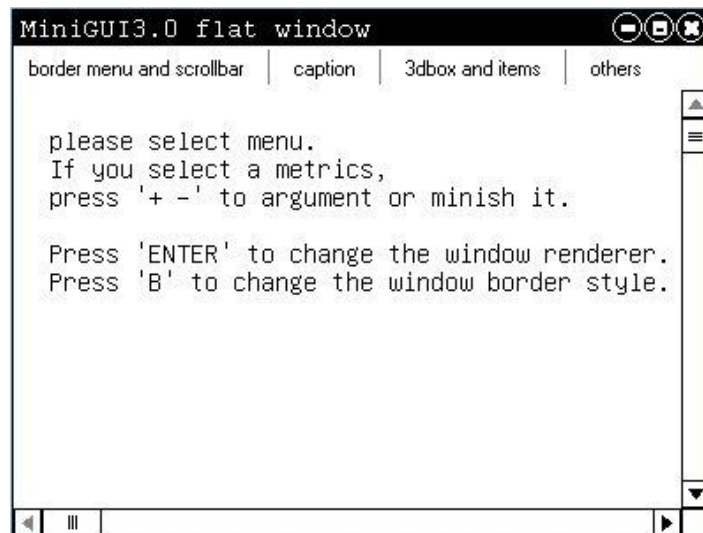 MiniGUI3.0 flat window
border menu and scrollbar caption 3dbox and items others
please select menu.
If you select a metrics,
press '+ -' to argument or minish it.
Press 'ENTER' to change the window renderer.
Press 'B' to change the window border style.